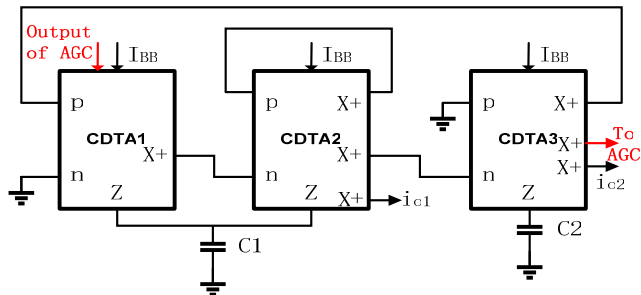 Output
of AGC
IBB
IBB
IBB
p
p
p
X+
X+
CDTA1
CDTA2
CDTA3
X+
To
AGC
X+
X+
X+
n
n
n
Z
Z
X+
ic1
Z
ic2
C1
C2